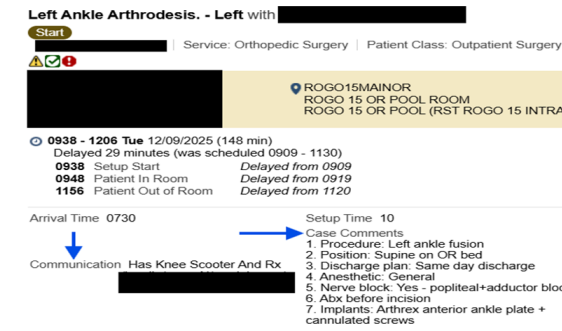 Left Ankle Arthrodesis. - Left with
Start
Service: Orthopedic Surgery | Patient Class: Outpatient Surgery
ROGO15MAINOR
ROGO 15 OR POOL ROOM
ROGO 15 OR POOL (RST ROGO 15 INTRA
0938 - 1206 Tue 12/09/2025 (148 min)
Delayed 29 minutes (was scheduled 0909 - 1130)
0938 Setup Start Delayed from 0909
0948 Patient In Room Delayed from 0919
1156 Patient Out of Room Delayed from 1120
Arrival Time 0730
Setup Time 10
Communication Has Knee Scooter And Rx
Case Comments
1. Procedure: Left ankle fusion
2. Position: Supine on OR bed
3. Discharge plan: Same day discharge
4. Anesthetic: General
5. Nerve block: Yes - popliteal+adductor bloc
6. Abx before incision
7. Implants: Arthrex anterior ankle plate +
cannulated screws